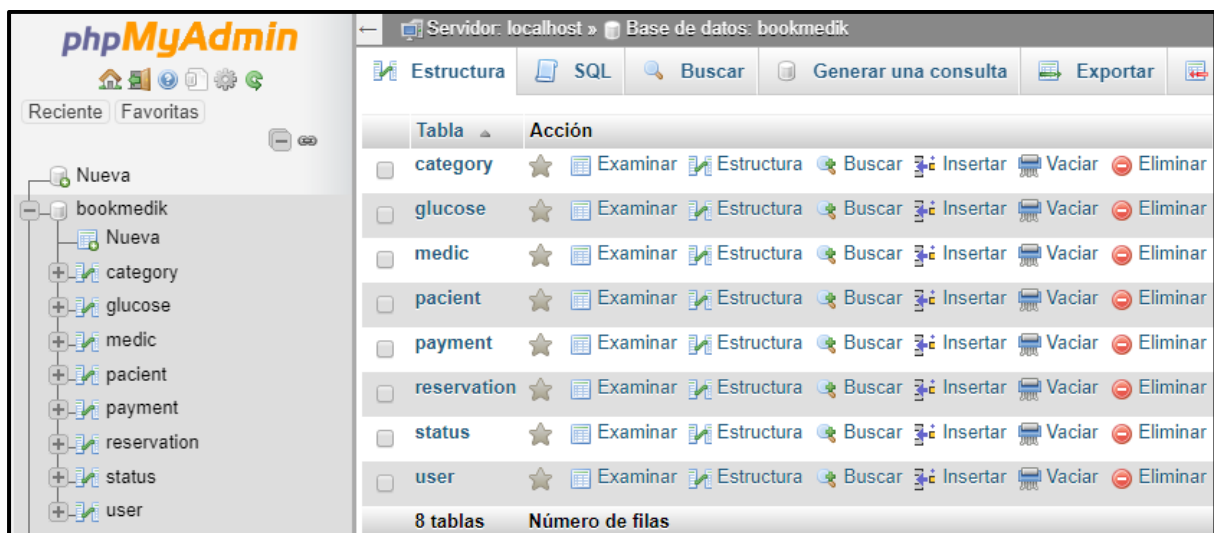 phpMyAdmin
Reciente Favoritas
Nueva
bookmedik
Nueva
category
glucose
medic
pacient
payment
reservation
status
user
Servidor: localhost » Base de datos: bookmedik
Estructura SQL Buscar Generar una consulta Exportar
Tabla Acción
category Examinar Estructura Buscar Insertar Vaciar Eliminar
glucose Examinar Estructura Buscar Insertar Vaciar Eliminar
medic Examinar Estructura Buscar Insertar Vaciar Eliminar
pacient Examinar Estructura Buscar Insertar Vaciar Eliminar
payment Examinar Estructura Buscar Insertar Vaciar Eliminar
reservation Examinar Estructura Buscar Insertar Vaciar Eliminar
status Examinar Estructura Buscar Insertar Vaciar Eliminar
user Examinar Estructura Buscar Insertar Vaciar Eliminar
8 tablas Número de filas